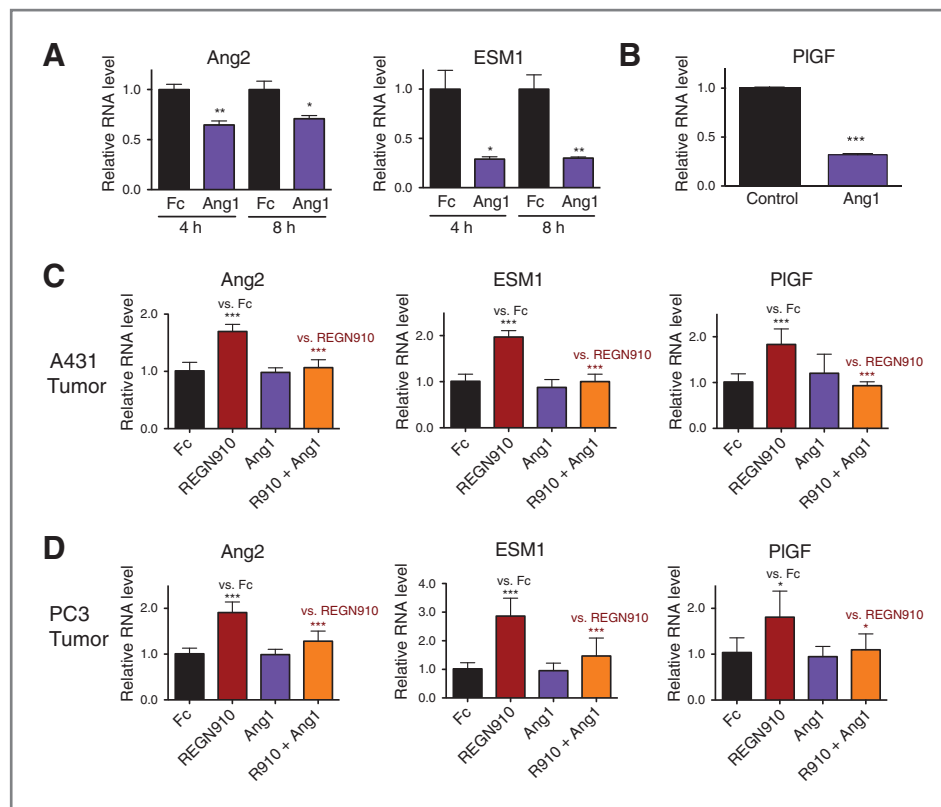 A
Ang2
Relative RNA level
1.0
0.5
0.0
**
*
Fc Ang1 Fc Ang1
4 h 8 h
ESM1
Relative RNA level
1.0
0.5
0.0
*
**
Fc Ang1 Fc Ang1
4 h 8 h
B
PlGF
Relative RNA level
1.0
0.5
0.0
***
Control Ang1
C
A431
Tumor
Ang2
Relative RNA level
2.0
1.0
0.0
vs. Fc
***
vs. REGN910
***
Fc REGN910 Ang1 R910 + Ang1
ESM1
Relative RNA level
2.0
1.0
0.0
vs. Fc
***
vs. REGN910
***
Fc REGN910 Ang1 R910 + Ang1
PlGF
Relative RNA level
2.0
1.0
0.0
vs. Fc
***
vs. REGN910
***
Fc REGN910 Ang1 R910 + Ang1
D
PC3
Tumor
Ang2
Relative RNA level
2.0
1.0
0.0
vs. Fc
***
vs. REGN910
***
Fc REGN910 Ang1 R910 + Ang1
ESM1
Relative RNA level
4.0
3.0
2.0
1.0
0.0
vs. Fc
***
vs. REGN910
***
Fc REGN910 Ang1 R910 + Ang1
PlGF
Relative RNA level
2.0
1.0
0.0
vs. Fc
*
vs. REGN910
*
Fc REGN910 Ang1 R910 + Ang1